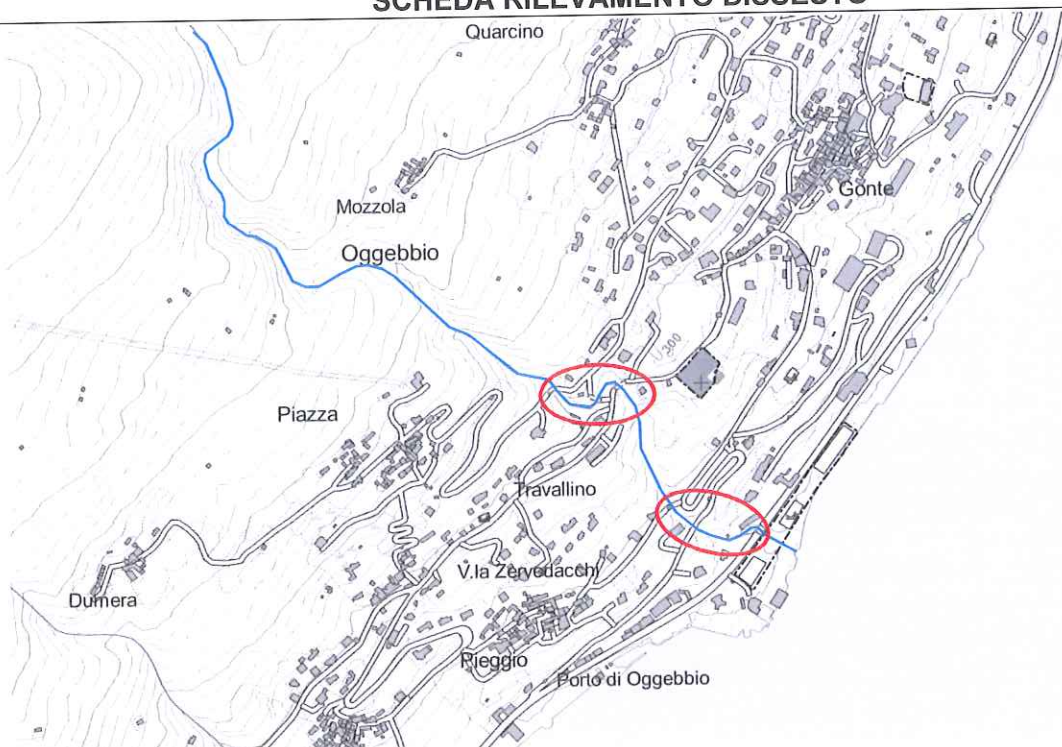 SCHEDA RILEVAMENTO DISSESTO
Quarcino
Mozzola
Gonte
Oggebbio
300
Piazza
Travallino
V.la Zervedacchi
Dumera
Pieggio
Porto di Oggebbio